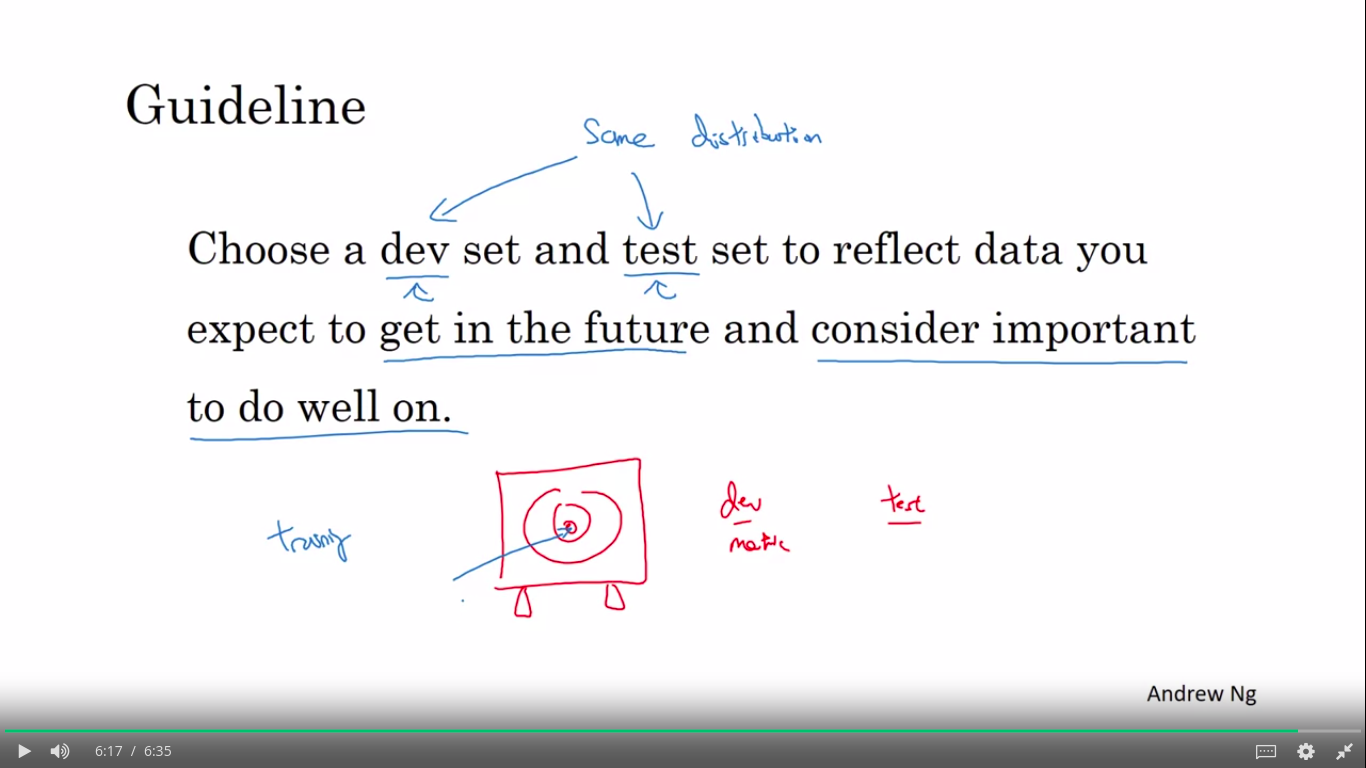 Guideline
Same distribution
Choose a dev set and test set to reflect data you
expect to get in the future and consider important
to do well on.
dev test
metric
Andrew Ng
6:17 / 6:35